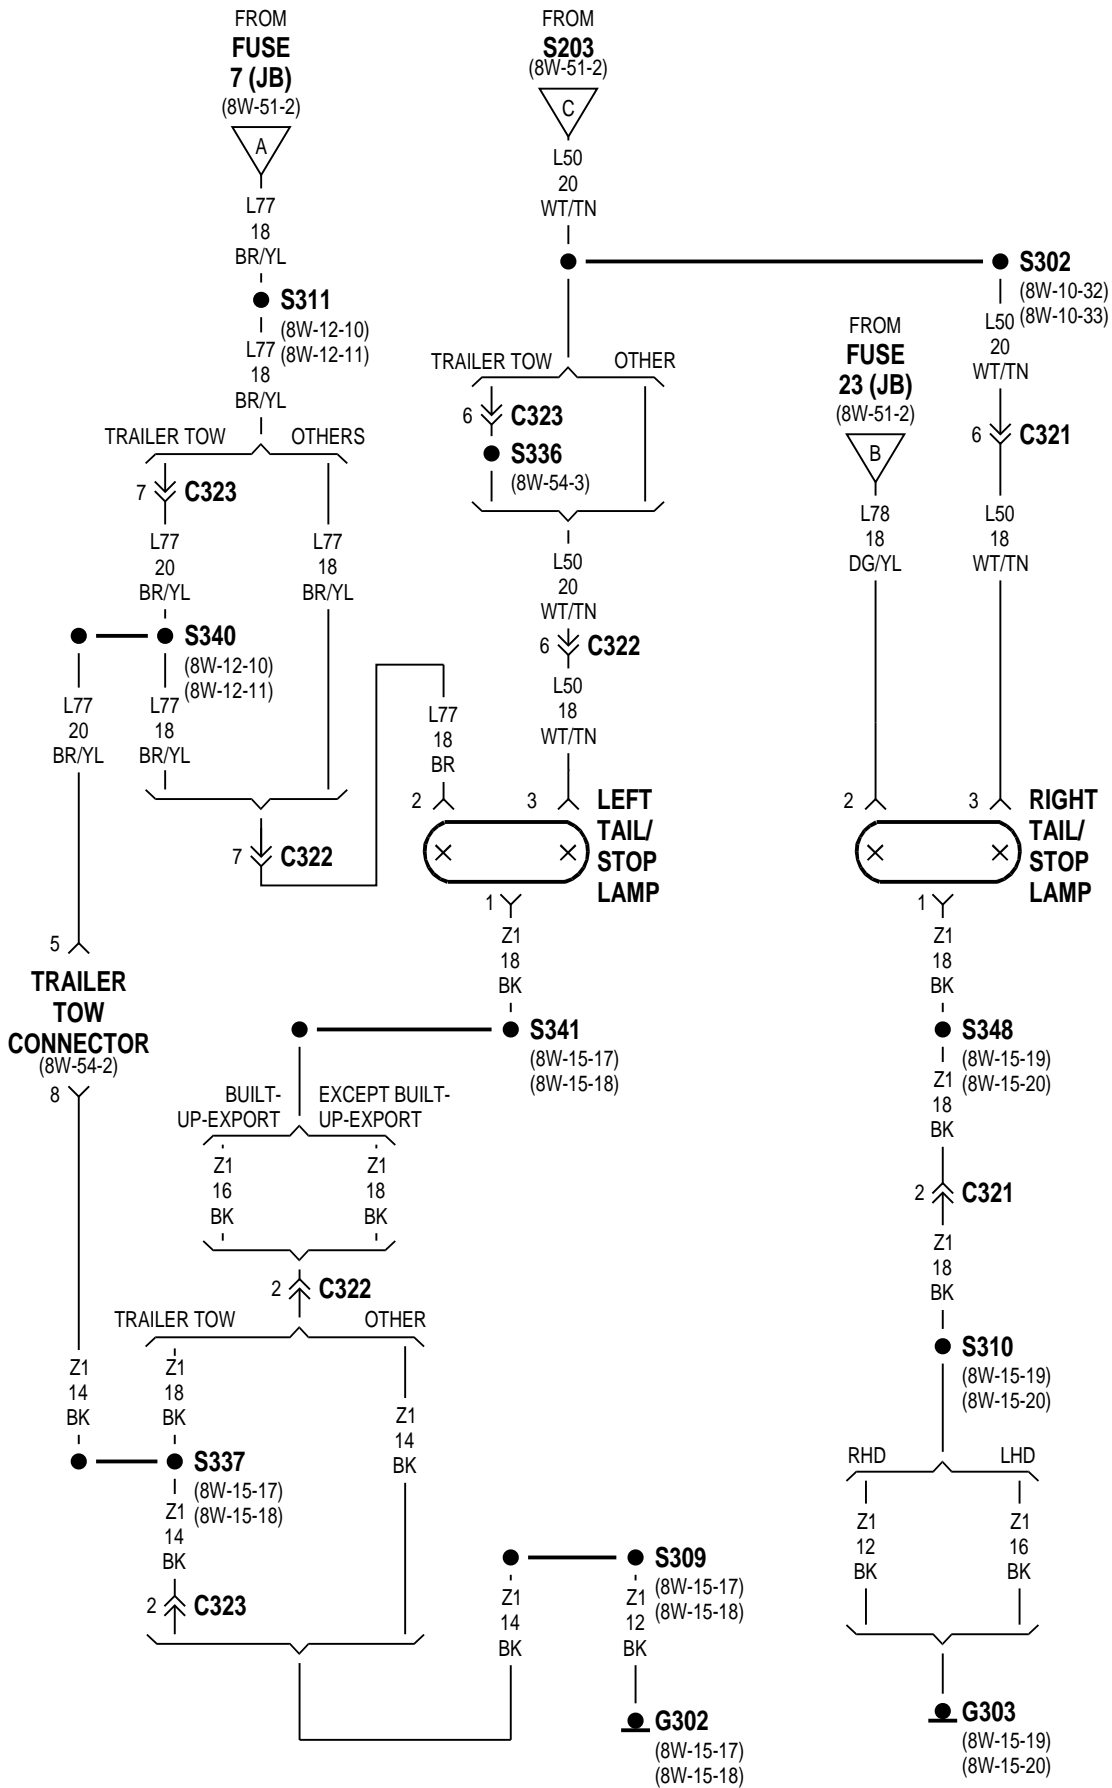 FROM
FUSE
7 (JB)
(8W-51-2)
A
L77
18
BR/YL
S311
(8W-12-10)
(8W-12-11)
L77
18
BR/YL
TRAILER TOW
OTHERS
7
C323
L77
20
BR/YL
L77
18
BR/YL
S340
(8W-12-10)
(8W-12-11)
L77
20
BR/YL
L77
18
BR/YL
7
C322
L77
18
BR
2
FROM
S203
(8W-51-2)
C
L50
20
WT/TN
S302
(8W-10-32)
(8W-10-33)
TRAILER TOW
OTHER
6
C323
S336
(8W-54-3)
L50
20
WT/TN
6
C322
L50
18
WT/TN
3
LEFT
TAIL/
STOP
LAMP
FROM
FUSE
23 (JB)
(8W-51-2)
B
L78
18
DG/YL
2
L50
20
WT/TN
6
C321
L50
18
WT/TN
3
RIGHT
TAIL/
STOP
LAMP
5
TRAILER
TOW
CONNECTOR
(8W-54-2)
8
1
Z1
18
BK
S341
(8W-15-17)
(8W-15-18)
BUILT-
UP-EXPORT
EXCEPT BUILT-
UP-EXPORT
Z1
16
BK
Z1
18
BK
2
C322
TRAILER TOW
OTHER
Z1
14
BK
Z1
18
BK
Z1
14
BK
S337
(8W-15-17)
(8W-15-18)
Z1
14
BK
2
C323
Z1
14
BK
S309
(8W-15-17)
(8W-15-18)
Z1
12
BK
G302
(8W-15-17)
(8W-15-18)
1
Z1
18
BK
S348
(8W-15-19)
(8W-15-20)
Z1
18
BK
2
C321
Z1
18
BK
S310
(8W-15-19)
(8W-15-20)
RHD
LHD
Z1
12
BK
Z1
16
BK
G303
(8W-15-19)
(8W-15-20)